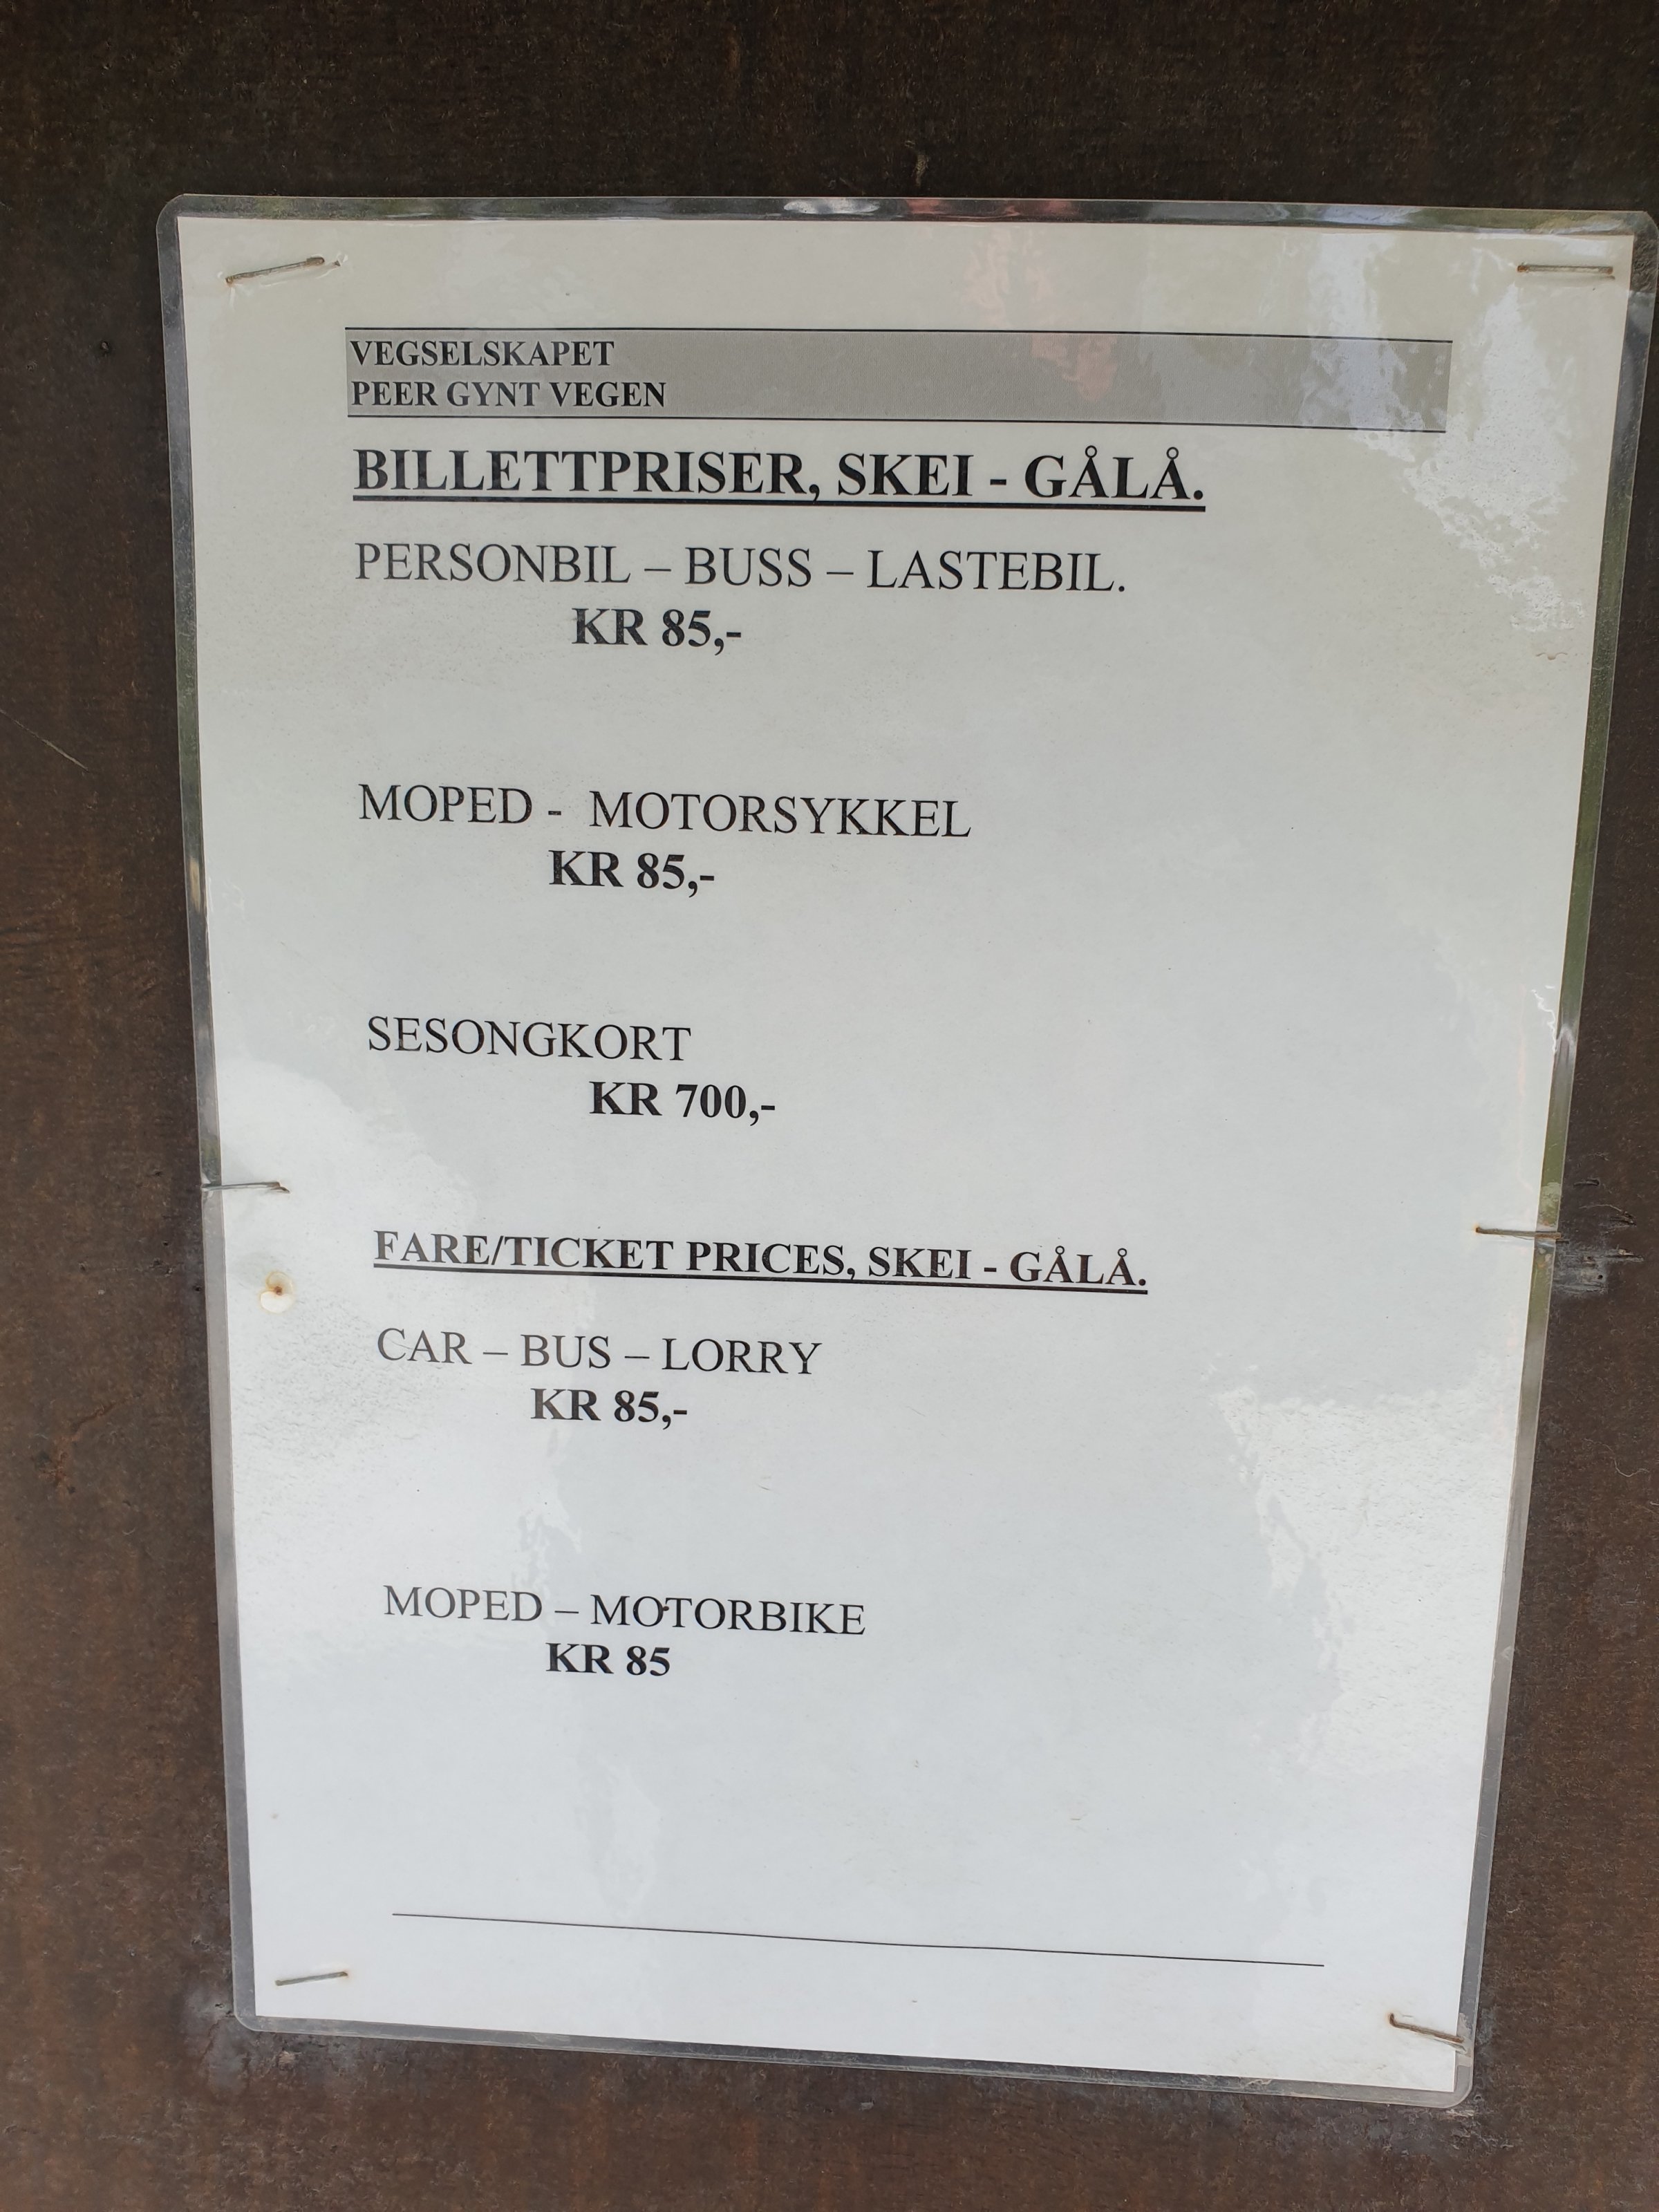 VEGSELSKAPET
PEER GYNT VEGEN
BILLETTPRISER, SKEI - GÅLÅ.
PERSONBIL – BUSS – LASTEBIL.
KR 85,-
MOPED - MOTORSYKKEL
KR 85,-
SESONGKORT
KR 700,-
FARE/TICKET PRICES, SKEI - GÅLÅ.
CAR – BUS – LORRY
KR 85,-
MOPED – MOTORBIKE
KR 85